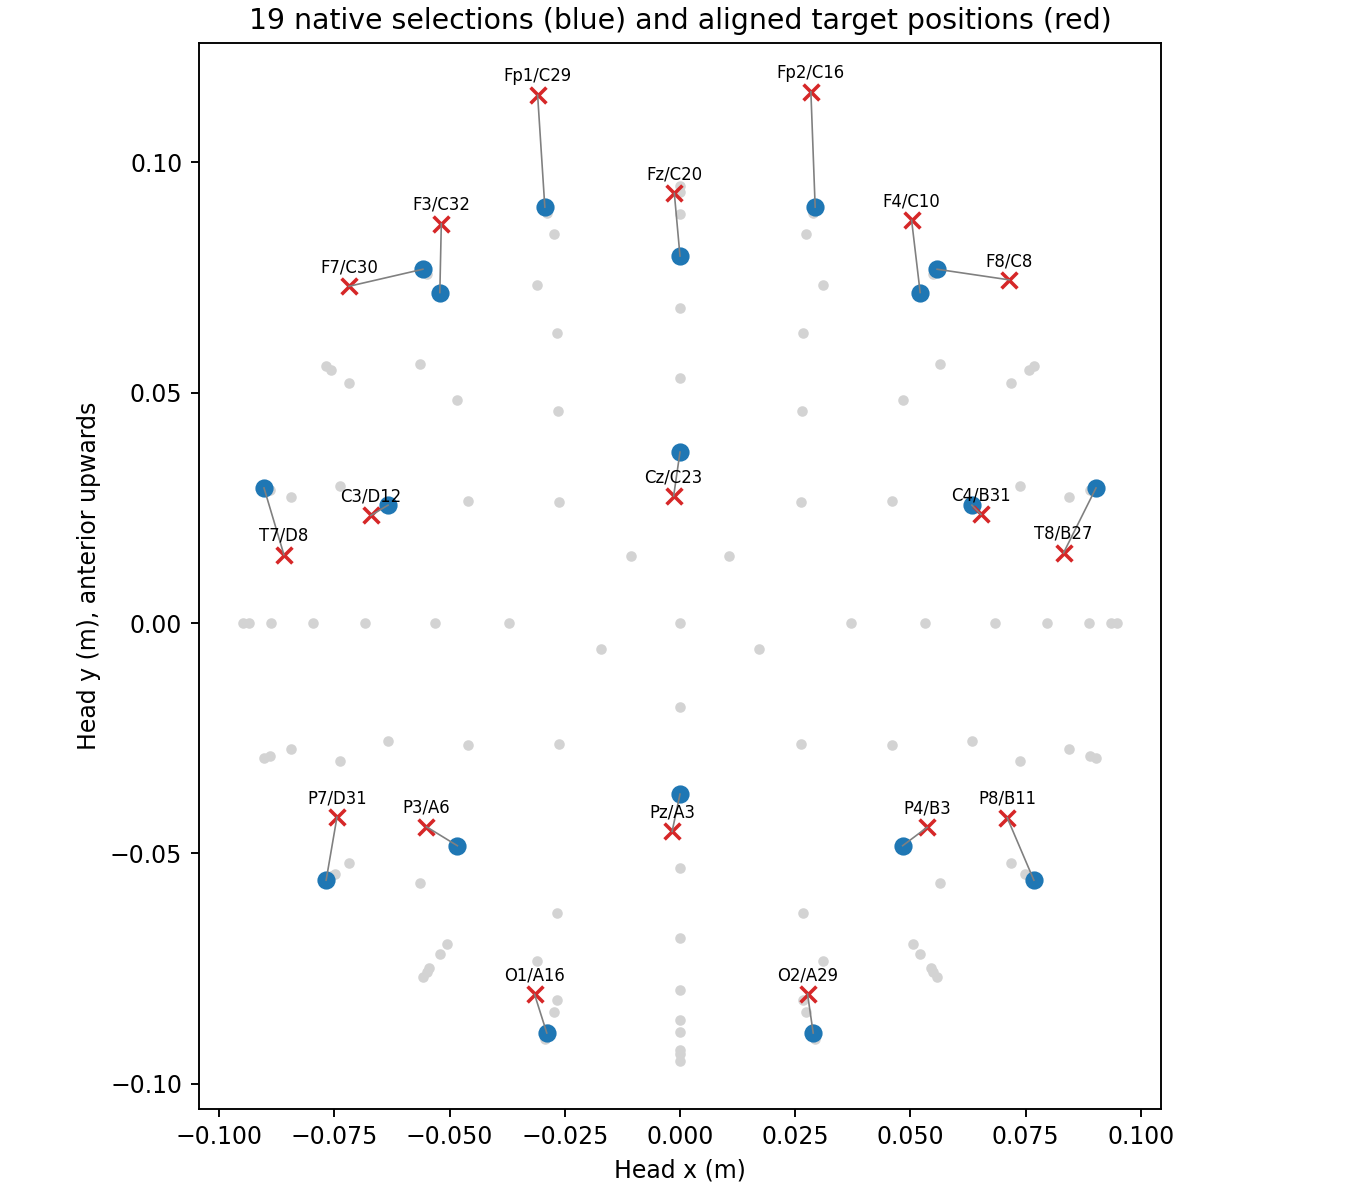 19 native selections (blue) and aligned target positions (red)
Fp1/C29
Fp2/C16
Fz/C20
F3/C32
F4/C10
F7/C30
F8/C8
Cz/C23
C3/D12
C4/B31
T7/D8
T8/B27
P7/D31
P3/A6
Pz/A3
P4/B3
P8/B11
O1/A16
O2/A29
0.10
0.05
0.00
−0.05
−0.10
Head y (m), anterior upwards
−0.100
−0.075
−0.050
−0.025
0.000
0.025
0.050
0.075
0.100
Head x (m)